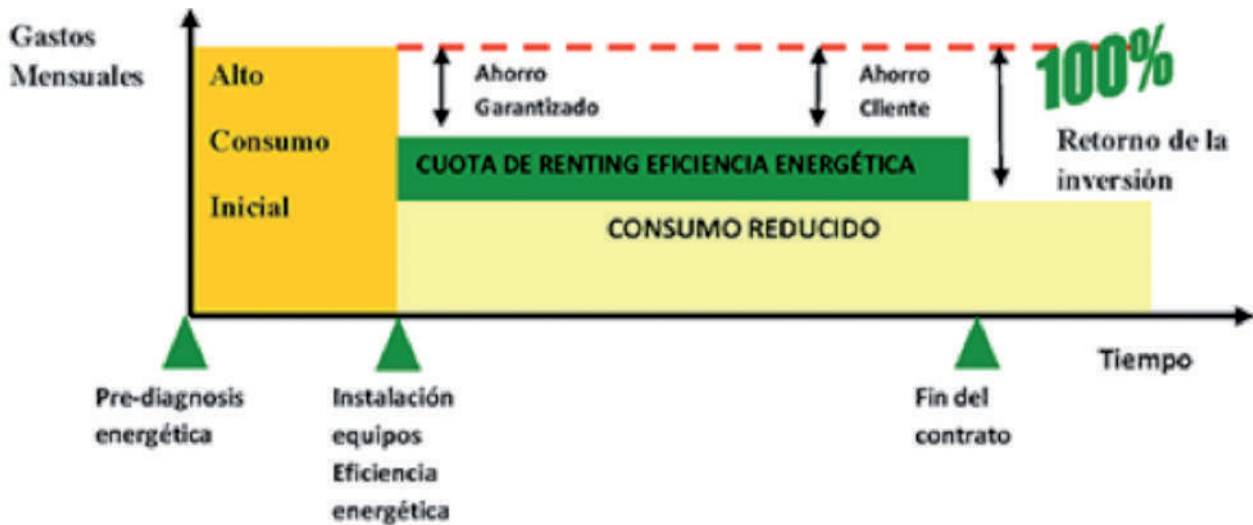 Gastos
Mensuales
Alto
Consumo
Inicial
Ahorro
Garantizado
Ahorro
Cliente
100%
Retorno de la
inversión
CUOTA DE RENTING EFICIENCIA ENERGÉTICA
CONSUMO REDUCIDO
Tiempo
Pre-diagnosis
energética
Instalación
equipos
Eficiencia
energética
Fin del
contrato